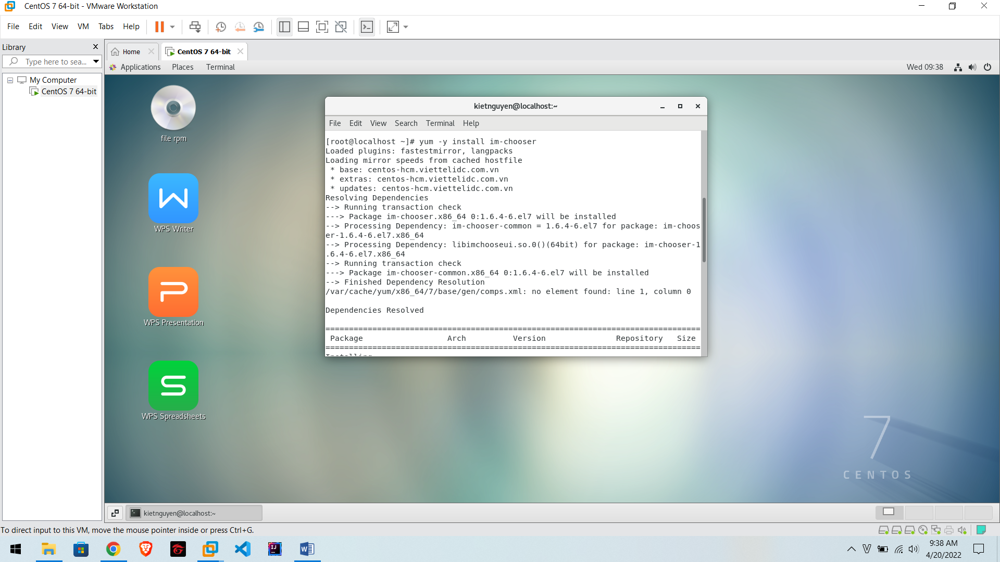 CentOS 7 64-bit - VMware Workstation
File Edit View VM Tabs Help
Library
Home
CentOS 7 64-bit
Type here to sea...
Applications Places Terminal
Wed 09:38
My Computer
CentOS 7 64-bit
file rpm
WPS Writer
WPS Presentation
WPS Spreadsheets
kietnguyen@localhost:~
File Edit View Search Terminal Help
[root@localhost ~]# yum -y install im-chooser
Loaded plugins: fastestmirror, langpacks
Loading mirror speeds from cached hostfile
 * base: centos-hcm.viettelidc.com.vn
 * extras: centos-hcm.viettelidc.com.vn
 * updates: centos-hcm.viettelidc.com.vn
Resolving Dependencies
--> Running transaction check
---> Package im-chooser.x86_64 0:1.6.4-6.el7 will be installed
--> Processing Dependency: im-chooser-common = 1.6.4-6.el7 for package: im-choos
er-1.6.4-6.el7.x86_64
--> Processing Dependency: libimchooseui.so.0()(64bit) for package: im-chooser-1
.6.4-6.el7.x86_64
--> Running transaction check
---> Package im-chooser-common.x86_64 0:1.6.4-6.el7 will be installed
--> Finished Dependency Resolution
/var/cache/yum/x86_64/7/base/gen/comps.xml: no element found: line 1, column 0
Dependencies Resolved
================================================================================
 Package Arch Version Repository Size
================================================================================
7
CENTOS
kietnguyen@localhost:~
To direct input to this VM, move the mouse pointer inside or press Ctrl+G.
9:38 AM
4/20/2022